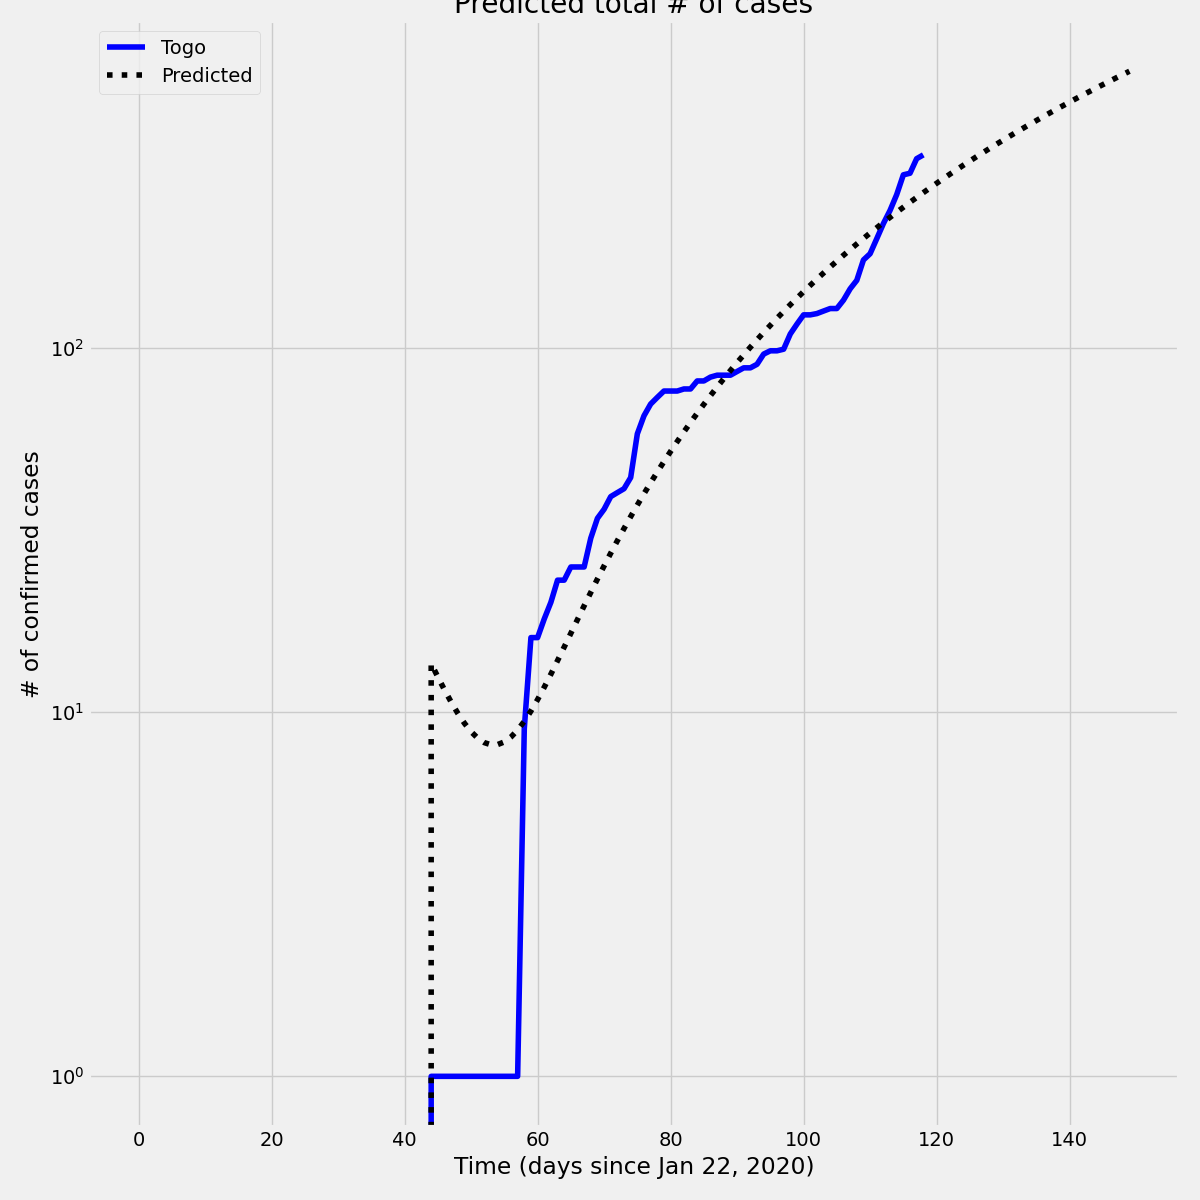 Predicted total # of cases
Togo
Predicted
10²
10¹
10⁰
# of confirmed cases
0 20 40 60 80 100 120 140
Time (days since Jan 22, 2020)